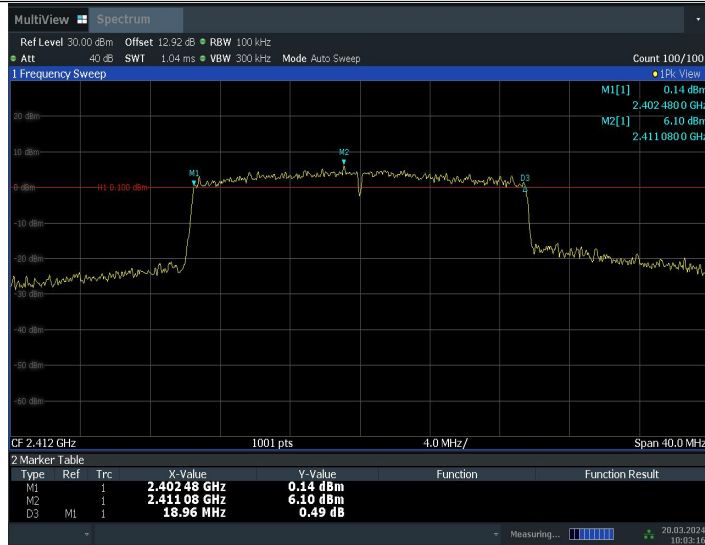 MultiView Spectrum
Ref Level 30.00 dBm Offset 12.92 dB RBW 100 kHz
Att 40 dB SWT 1.04 ms VBW 300 kHz Mode Auto Sweep Count 100/100
1 Frequency Sweep 1Pk View
M1[1] 0.14 dBm
2.402 480 0 GHz
M2[1] 6.10 dBm
2.411 080 0 GHz
20 dBm
10 dBm
M2
M1
D3
0 dBm H1 0.100 dBm
-10 dBm
-20 dBm
-30 dBm
-40 dBm
-50 dBm
-60 dBm
CF 2.412 GHz 1001 pts 4.0 MHz/ Span 40.0 MHz
2 Marker Table
Type Ref Trc X-Value Y-Value Function Function Result
M1 1 2.402 48 GHz 0.14 dBm
M2 1 2.411 08 GHz 6.10 dBm
D3 M1 1 18.96 MHz 0.49 dB
Measuring... 20.03.2024
10:03:16